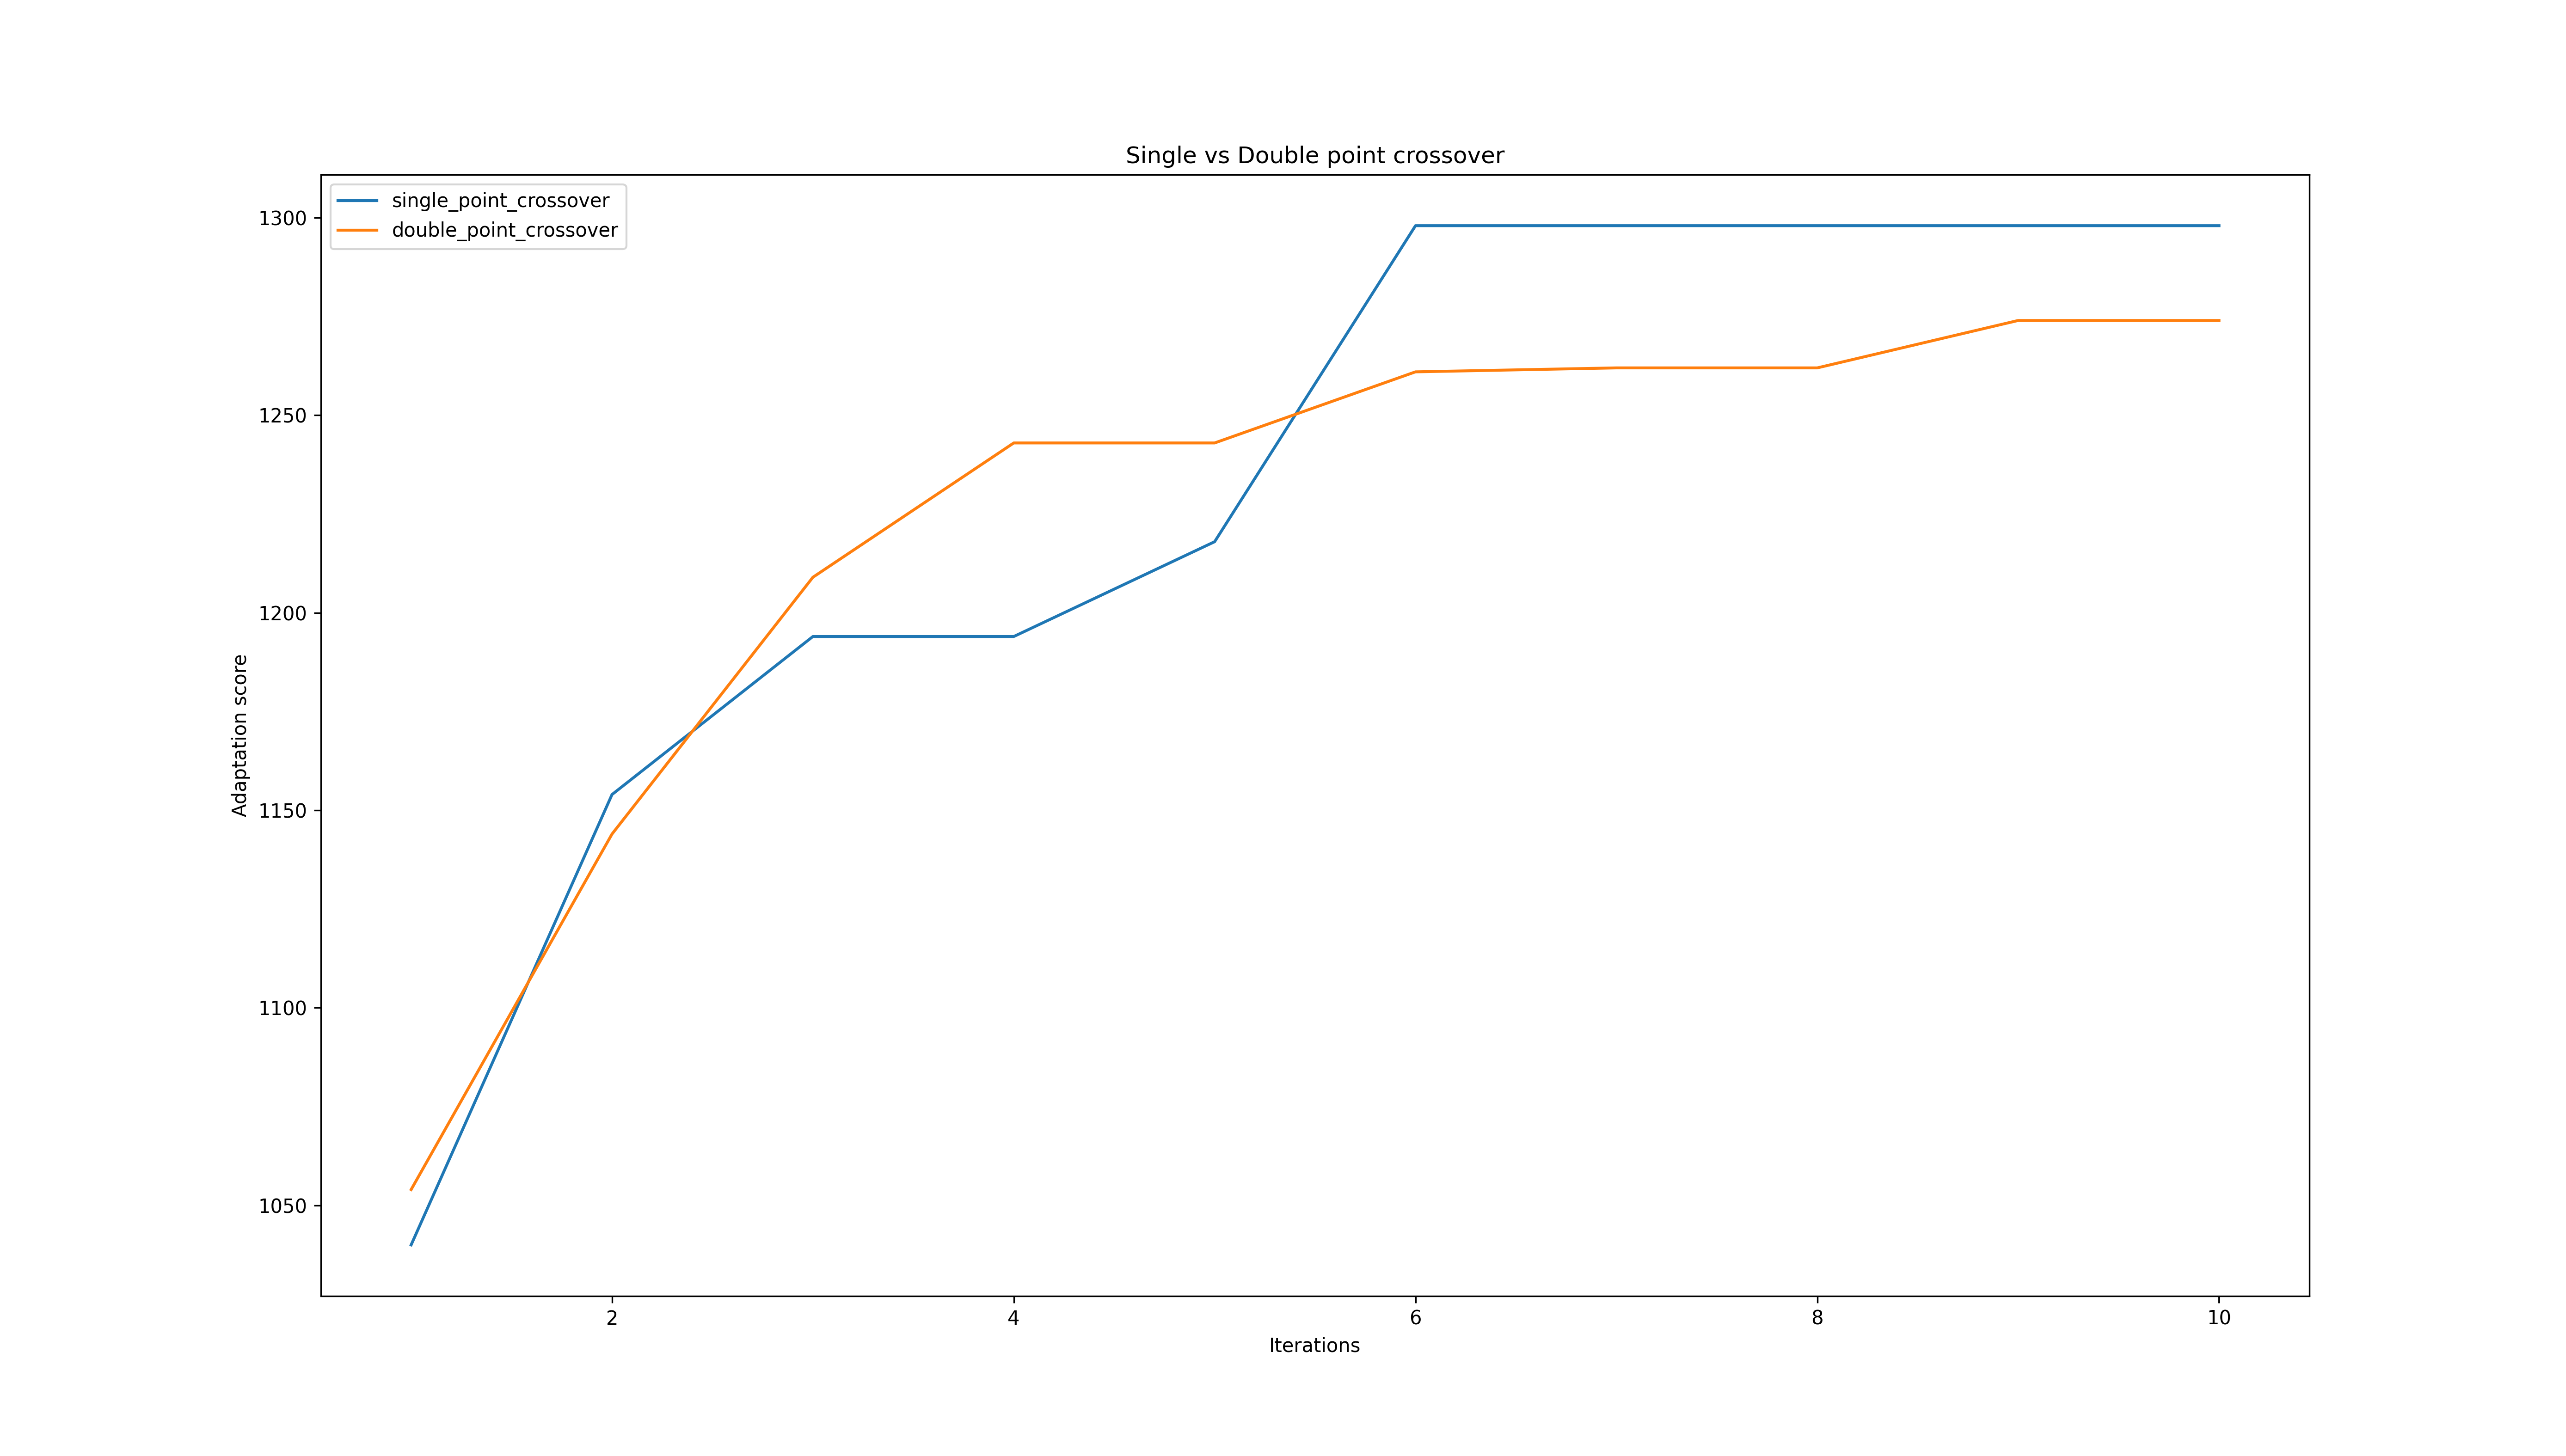 Single vs Double point crossover
single_point_crossover
double_point_crossover
1300
1250
1200
1150
1100
1050
Adaptation score
2 4 6 8 10
Iterations